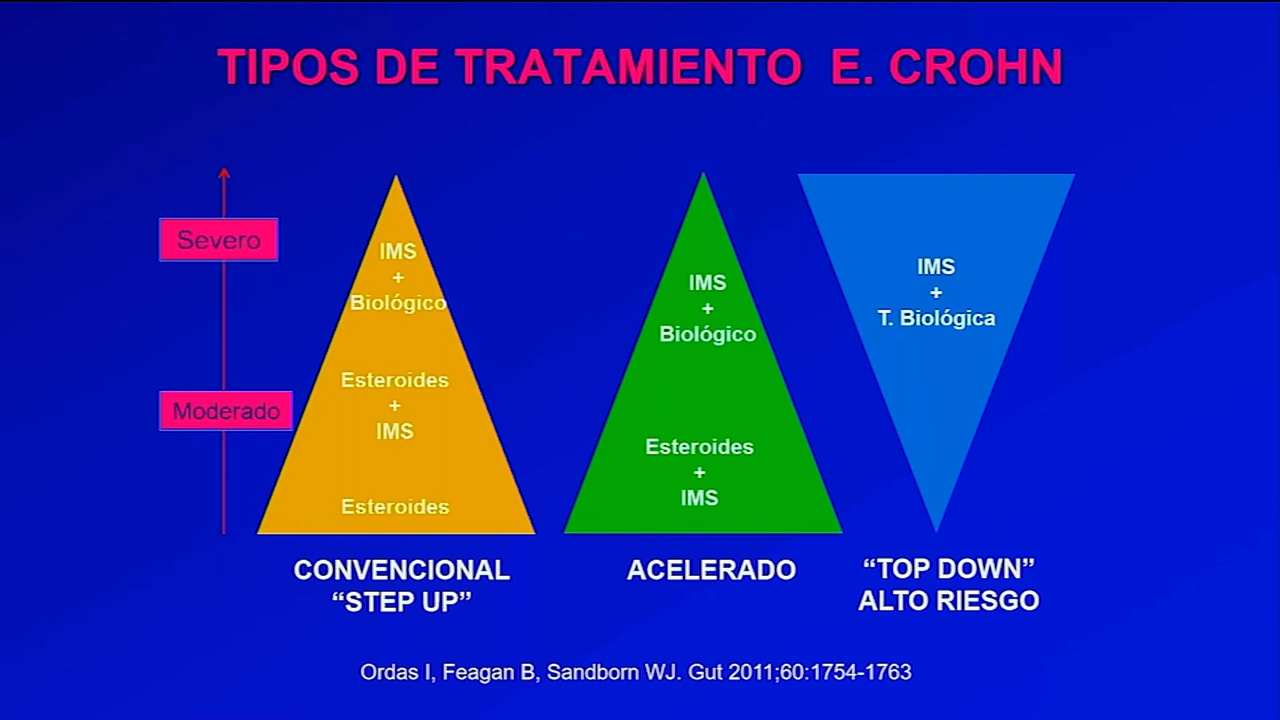 TIPOS DE TRATAMIENTO E. CROHN
Severo
Moderado
IMS
+
Biológico
Esteroides
+
IMS
Esteroides
CONVENCIONAL
“STEP UP”
IMS
+
Biológico
Esteroides
+
IMS
ACELERADO
IMS
+
T. Biológica
“TOP DOWN”
ALTO RIESGO
Ordas I, Feagan B, Sandborn WJ. Gut 2011;60:1754-1763